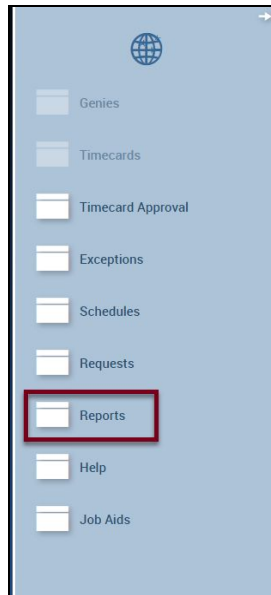 Genies
Timecards
Timecard Approval
Exceptions
Schedules
Requests
Reports
Help
Job Aids